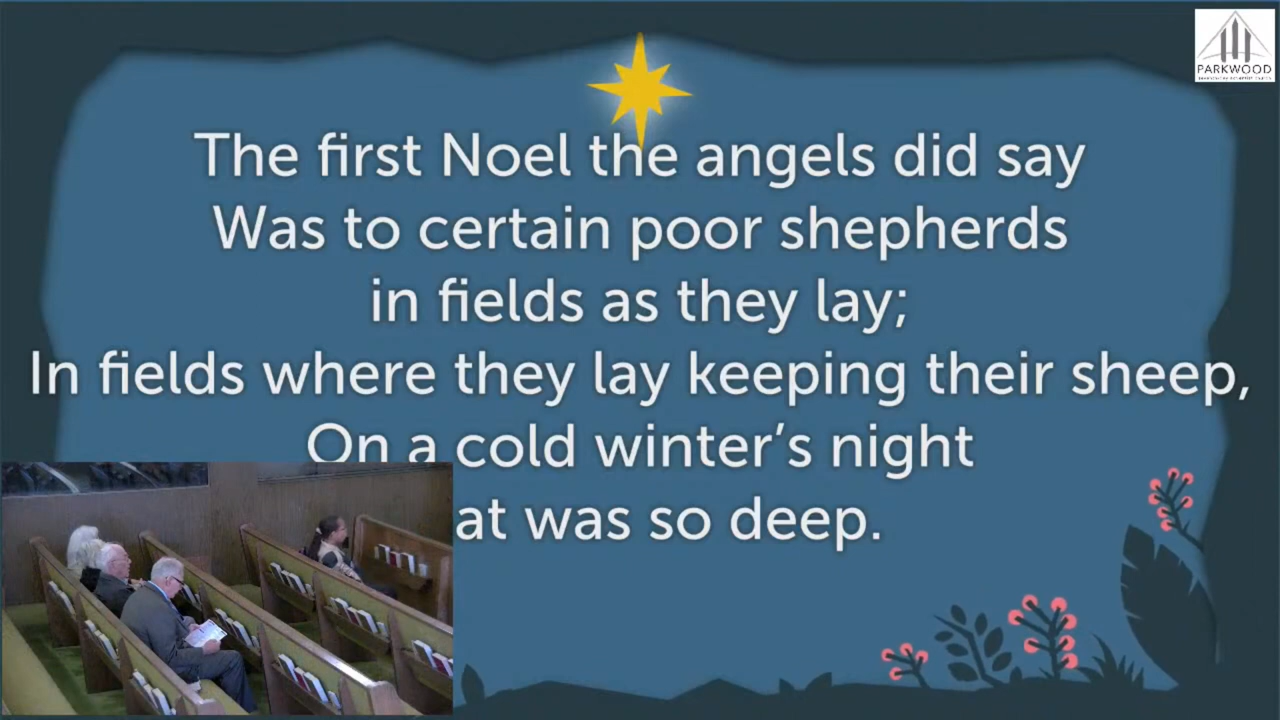 PARKWOOD
The first Noel the angels did say
Was to certain poor shepherds
in fields as they lay;
In fields where they lay keeping their sheep,
On a cold winter's night
at was so deep.